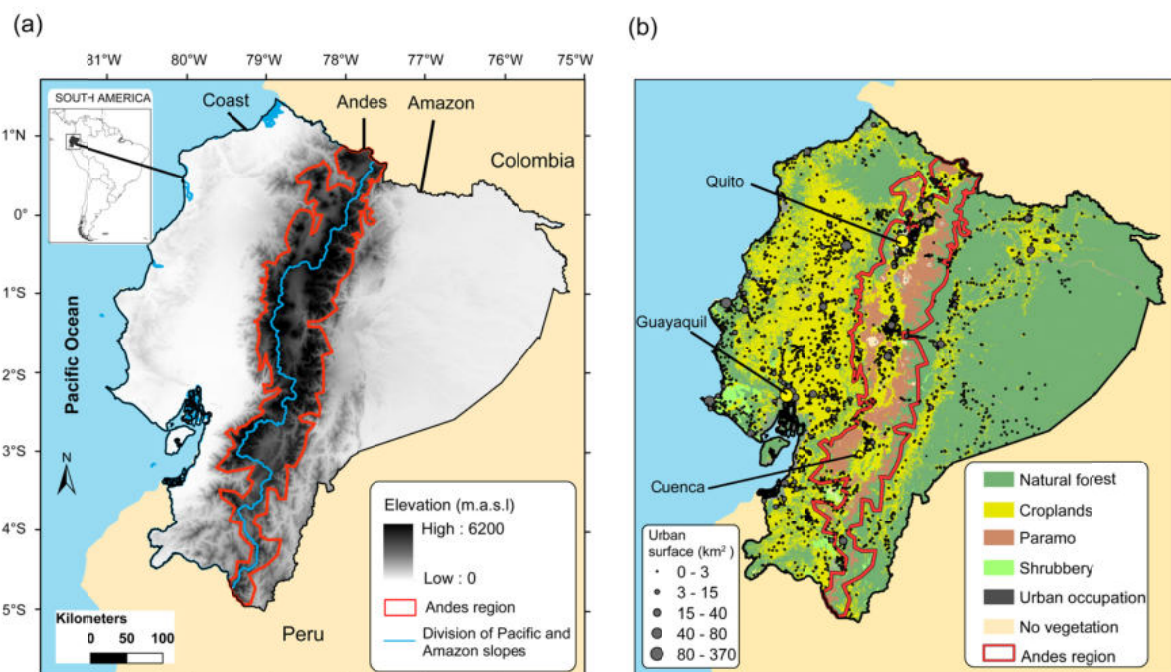 (a)
81°W 80°W 79°W 78°W 77°W 76°W 75°W
SOUTH AMERICA
Coast
Andes
Amazon
Colombia
1°N
0°
1°S
2°S
3°S
4°S
5°S
Pacific Ocean
N
Peru
Kilometers
0 50 100
Elevation (m.a.s.l)
High : 6200
Low : 0
Andes region
Division of Pacific and
Amazon slopes
(b)
Quito
Guayaquil
Cuenca
Urban
surface (km²)
0 - 3
3 - 15
15 - 40
40 - 80
80 - 370
Natural forest
Croplands
Paramo
Shrubbery
Urban occupation
No vegetation
Andes region